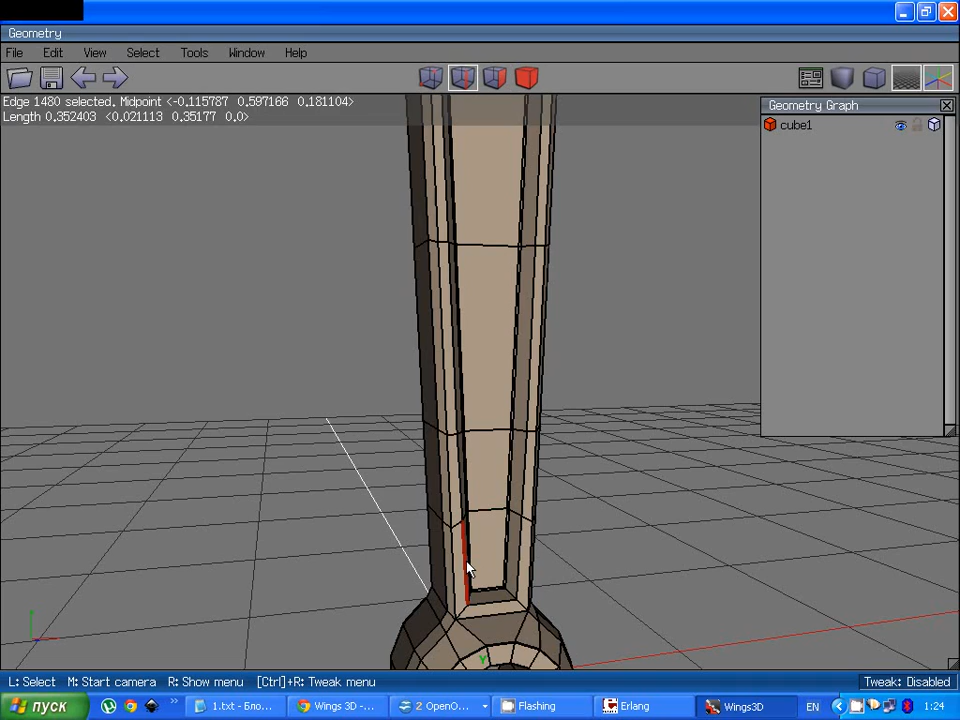 Geometry
File Edit View Select Tools Window Help
Edge 1480 selected. Midpoint <-0.115787 0.597166 0.181104>
Length 0.352403 <0.021113 0.35177 0.0>
Geometry Graph
cube1
Y
L: Select M: Start camera R: Show menu [Ctrl]+R: Tweak menu
Tweak: Disabled
пуск
1.txt - Бло...
Wings 3D -...
2 OpenO...
Flashing
Erlang
Wings3D
EN
1:24